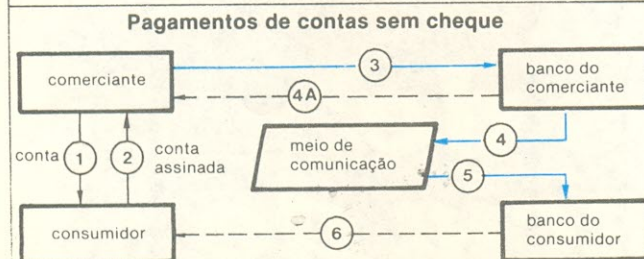 Pagamentos de contas sem cheque
comerciante
3
banco do
comerciante
4A
4
conta
1
2
conta
assinada
meio de
comunicação
5
consumidor
6
banco do
consumidor